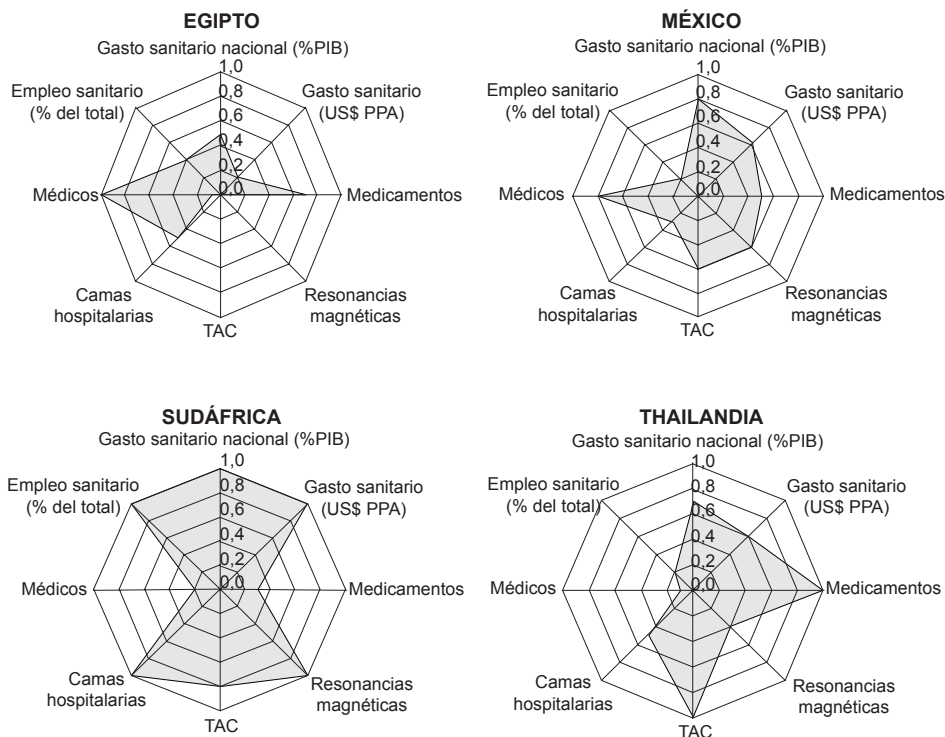 EGIPTO
Gasto sanitario nacional (%PIB)
1,0
Empleo sanitario
(% del total)
Gasto sanitario
(US$ PPA)
0,8
0,6
0,4
0,2
0,0
Médicos
Medicamentos
Camas
hospitalarias
Resonancias
magnéticas
TAC
MÉXICO
Gasto sanitario nacional (%PIB)
1,0
Empleo sanitario
(% del total)
Gasto sanitario
(US$ PPA)
0,8
0,6
0,4
0,2
0,0
Médicos
Medicamentos
Camas
hospitalarias
Resonancias
magnéticas
TAC
SUDÁFRICA
Gasto sanitario nacional (%PIB)
1,0
Empleo sanitario
(% del total)
Gasto sanitario
(US$ PPA)
0,8
0,6
0,4
0,2
0,0
Médicos
Medicamentos
Camas
hospitalarias
Resonancias
magnéticas
TAC
THAILANDIA
Gasto sanitario nacional (%PIB)
1,0
Empleo sanitario
(% del total)
Gasto sanitario
(US$ PPA)
0,8
0,6
0,4
0,2
0,0
Médicos
Medicamentos
Camas
hospitalarias
Resonancias
magnéticas
TAC